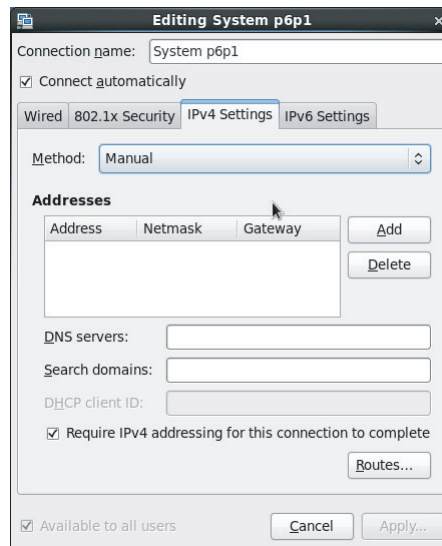 Editing System p6p1
Connection name: System p6p1
Connect automatically
Wired 802.1x Security IPv4 Settings IPv6 Settings
Method: Manual
Addresses
Address Netmask Gateway
Add
Delete
DNS servers:
Search domains:
DHCP client ID:
Require IPv4 addressing for this connection to complete
Routes...
Available to all users Cancel Apply...